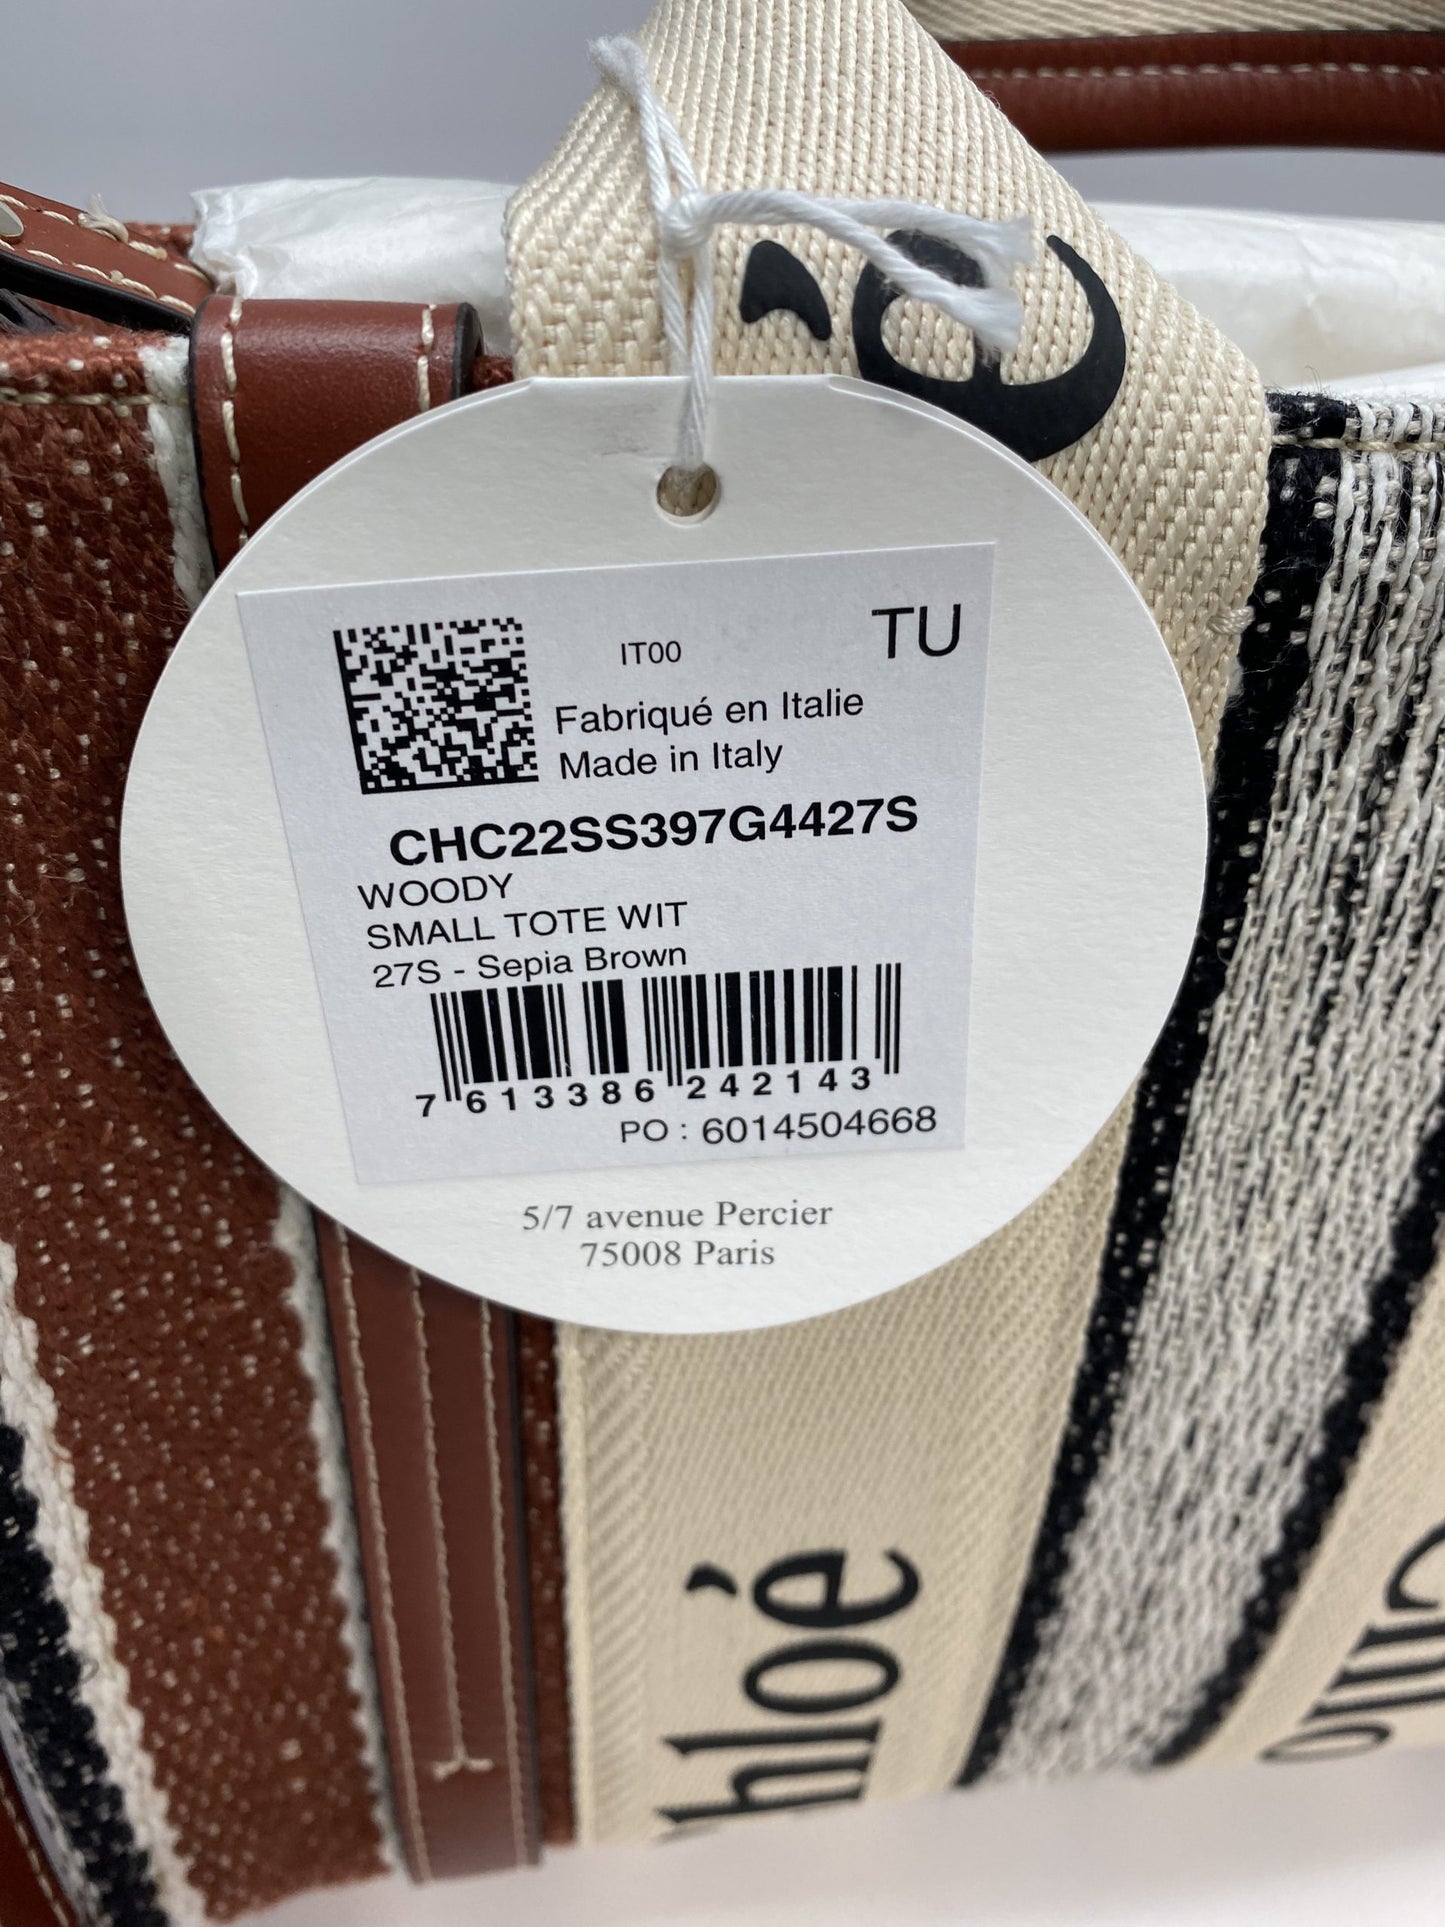 TU
IT00
Fabriqué en Italie
Made in Italy
CHC22SS397G4427S
WOODY
SMALL TOTE WIT
27S - Sepia Brown
7 613386 242143
PO : 6014504668
5/7 avenue Percier
75008 Paris
Chloé